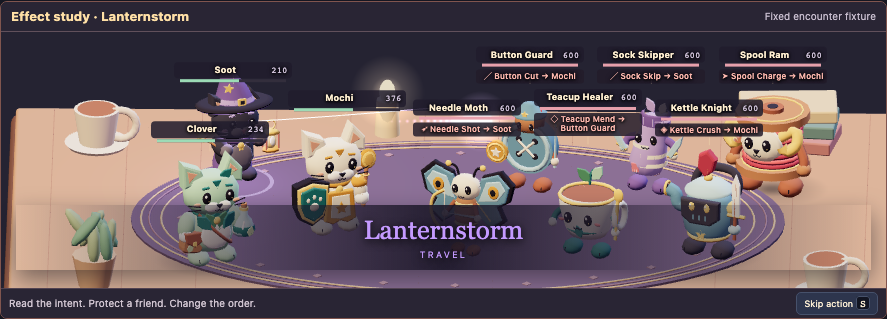 Effect study · Lanternstorm
Fixed encounter fixture
Button Guard 600
Button Cut → Mochi
Sock Skipper 600
Sock Skip → Soot
Spool Ram 600
Spool Charge → Mochi
Soot 210
Mochi 376
Clover 234
Needle Moth 600
Needle Shot → Soot
Teacup Healer 600
Teacup Mend →
Button Guard
Kettle Knight 600
Kettle Crush → Mochi
Lanternstorm
TRAVEL
Read the intent. Protect a friend. Change the order.
Skip action S